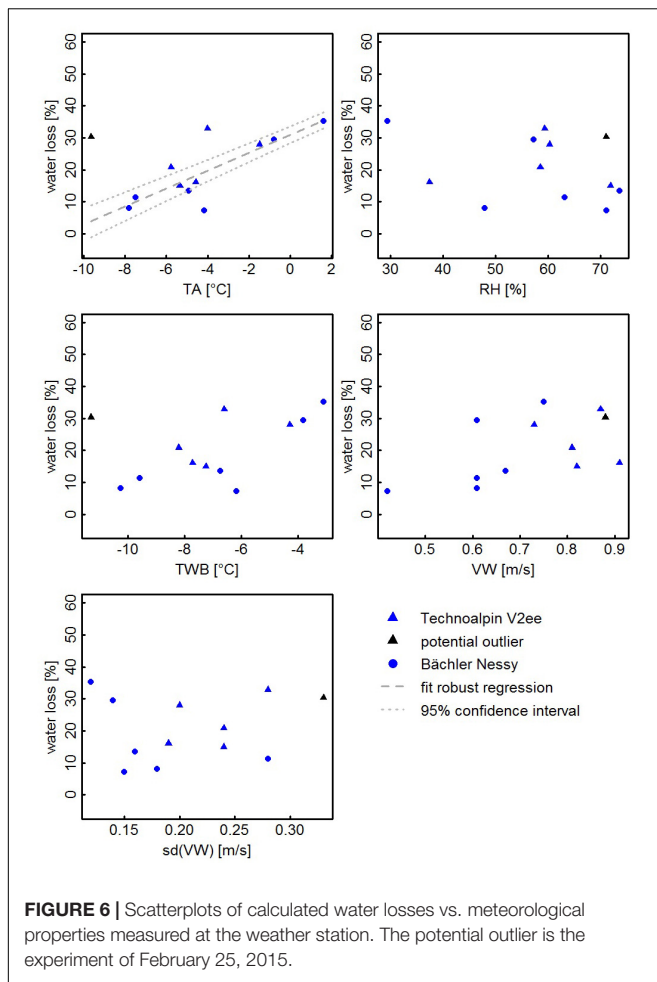 60
50
40
30
20
10
0
water loss [%]
-10 -8 -6 -4 -2 0 2
TA [°C]
60
50
40
30
20
10
0
water loss [%]
30 40 50 60 70
RH [%]
60
50
40
30
20
10
0
water loss [%]
-10 -8 -6 -4
TWB [°C]
60
50
40
30
20
10
0
water loss [%]
0.5 0.6 0.7 0.8 0.9
VW [m/s]
60
50
40
30
20
10
0
water loss [%]
0.15 0.20 0.25 0.30
sd(VW) [m/s]
Technoalpin V2ee
potential outlier
Bächler Nessy
fit robust regression
95% confidence interval
FIGURE 6 | Scatterplots of calculated water losses vs. meteorological
properties measured at the weather station. The potential outlier is the
experiment of February 25, 2015.